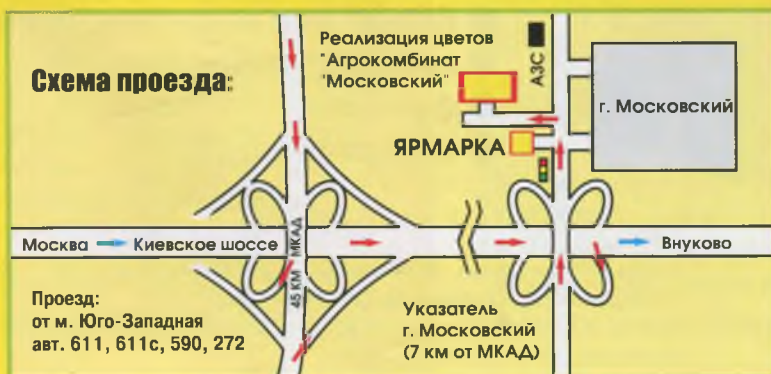 Схема проезда:
Реализация цветов
"Агрокомбинат
"Московский"
АЗС
г. Московский
ЯРМАРКА
Москва
Киевское шоссе
45 КМ МКАД
Внуково
Проезд:
от м. Юго-Западная
авт. 611, 611с, 590, 272
Указатель
г. Московский
(7 км от МКАД)